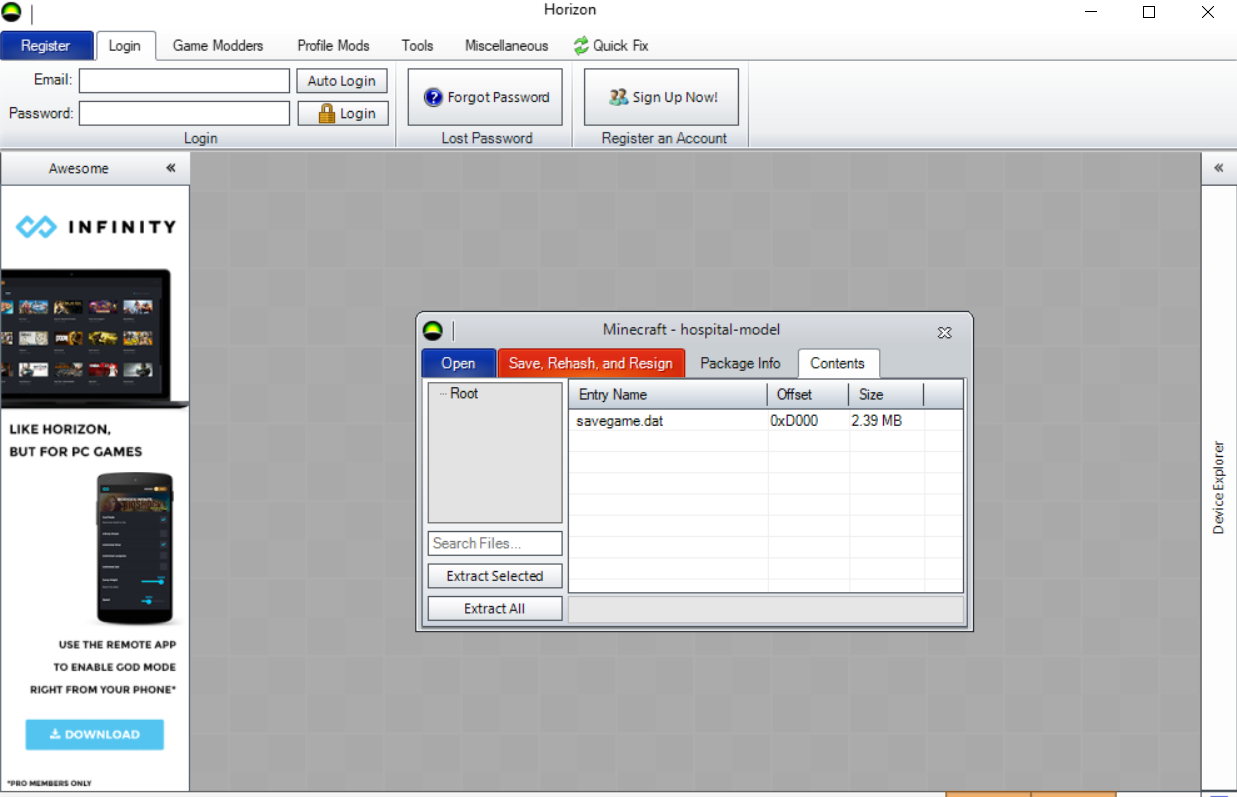 Horizon
Register Login Game Modders Profile Mods Tools Miscellaneous Quick Fix
Email: Auto Login
Password: Login
Login
? Forgot Password
Lost Password
Sign Up Now!
Register an Account
Awesome «
«
INFINITY
LIKE HORIZON,
BUT FOR PC GAMES
USE THE REMOTE APP
TO ENABLE GOD MODE
RIGHT FROM YOUR PHONE*
DOWNLOAD
*PRO MEMBERS ONLY
Minecraft - hospital-model
Open Save, Rehash, and Resign Package Info Contents
Root
Entry Name Offset Size
savegame.dat 0xD000 2.39 MB
Search Files...
Extract Selected
Extract All
Device Explorer